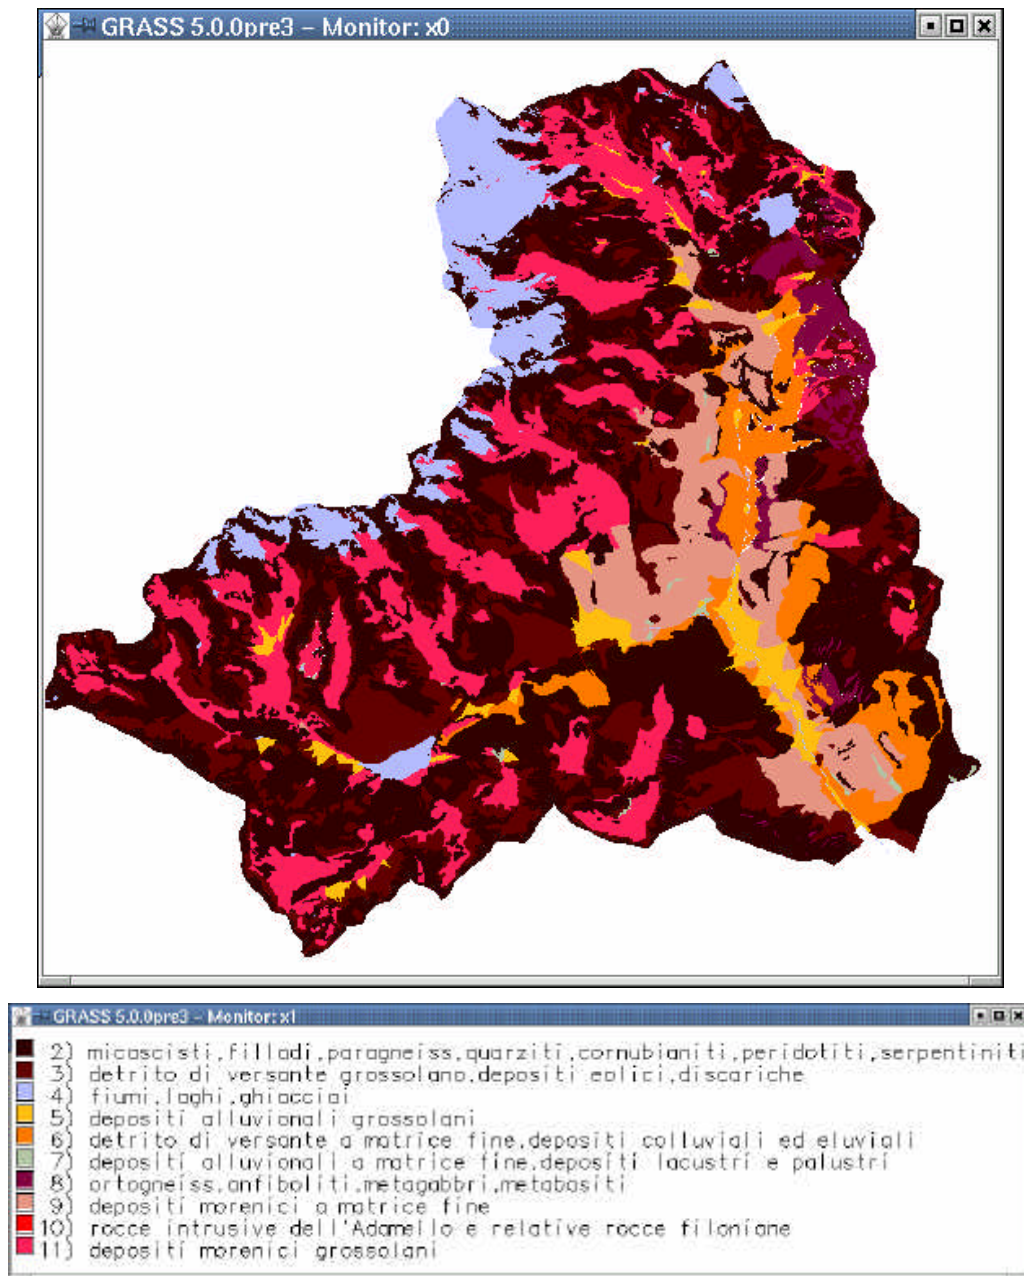 GRASS 5.0.0pre3 – Monitor: x0
GRASS 5.0.0pre3 – Monitor: x1
2) micascisti,filladi,paragneiss,quarziti,cornubianiti,peridotiti,serpentiniti
3) detrito di versante grossolano,depositi eolici,discariche
4) fiumi,laghi,ghiacciai
5) depositi alluvionali grossolani
6) detrito di versante a matrice fine,depositi colluviali ed eluviali
7) depositi alluvionali a matrice fine,depositi lacustri e palustri
8) ortogneiss,anfiboliti,metagabbri,metabasiti
9) depositi morenici a matrice fine
10) rocce intrusive dell'Adamello e relative rocce filoniane
11) depositi morenici grossolani